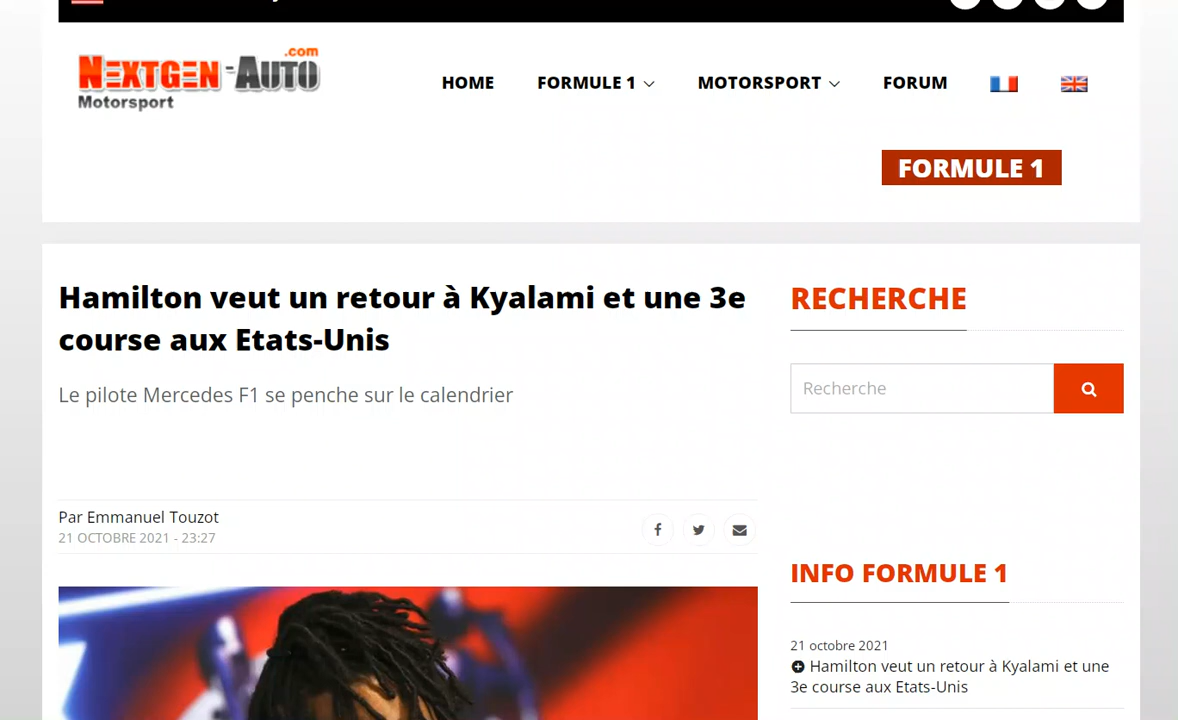 NEXTGEN-AUTO.com
Motorsport
HOME
FORMULE 1
MOTORSPORT
FORUM
FORMULE 1
Hamilton veut un retour à Kyalami et une 3e
course aux Etats-Unis
Le pilote Mercedes F1 se penche sur le calendrier
Par Emmanuel Touzot
21 OCTOBRE 2021 - 23:27
RECHERCHE
Recherche
INFO FORMULE 1
21 octobre 2021
Hamilton veut un retour à Kyalami et une
3e course aux Etats-Unis